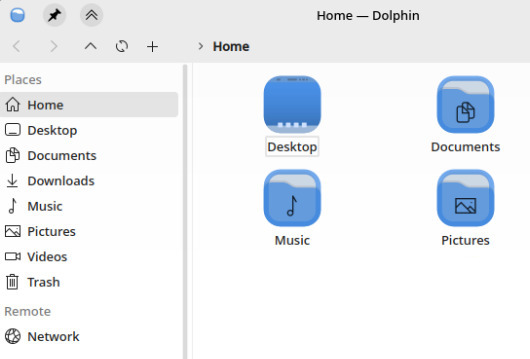 Home — Dolphin
Home
Places
Home
Desktop
Documents
Downloads
Music
Pictures
Videos
Trash
Remote
Network
Desktop
Documents
Music
Pictures